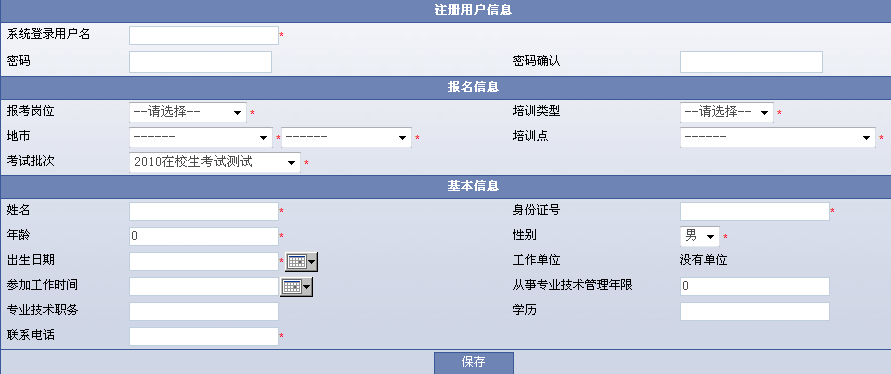 注册用户信息
系统登录用户名 *
密码 密码确认
报名信息
报考岗位 --请选择-- * 培训类型 --请选择-- *
地市 ------ * ------ * 培训点 ------ *
考试批次 2010在校生考试测试 *
基本信息
姓名 * 身份证号 *
年龄 0 * 性别 男 *
出生日期 * 工作单位 没有单位
参加工作时间 从事专业技术管理年限 0
专业技术职务 学历
联系电话 *
保存